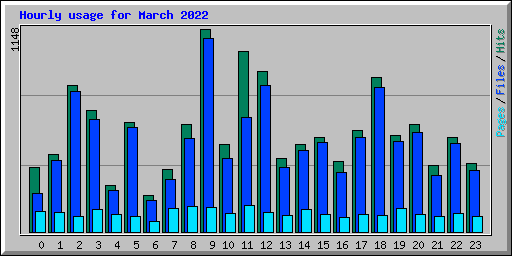 Hourly usage for March 2022
1148
Pages / Files / Hits
0 1 2 3 4 5 6 7 8 9 10 11 12 13 14 15 16 17 18 19 20 21 22 23